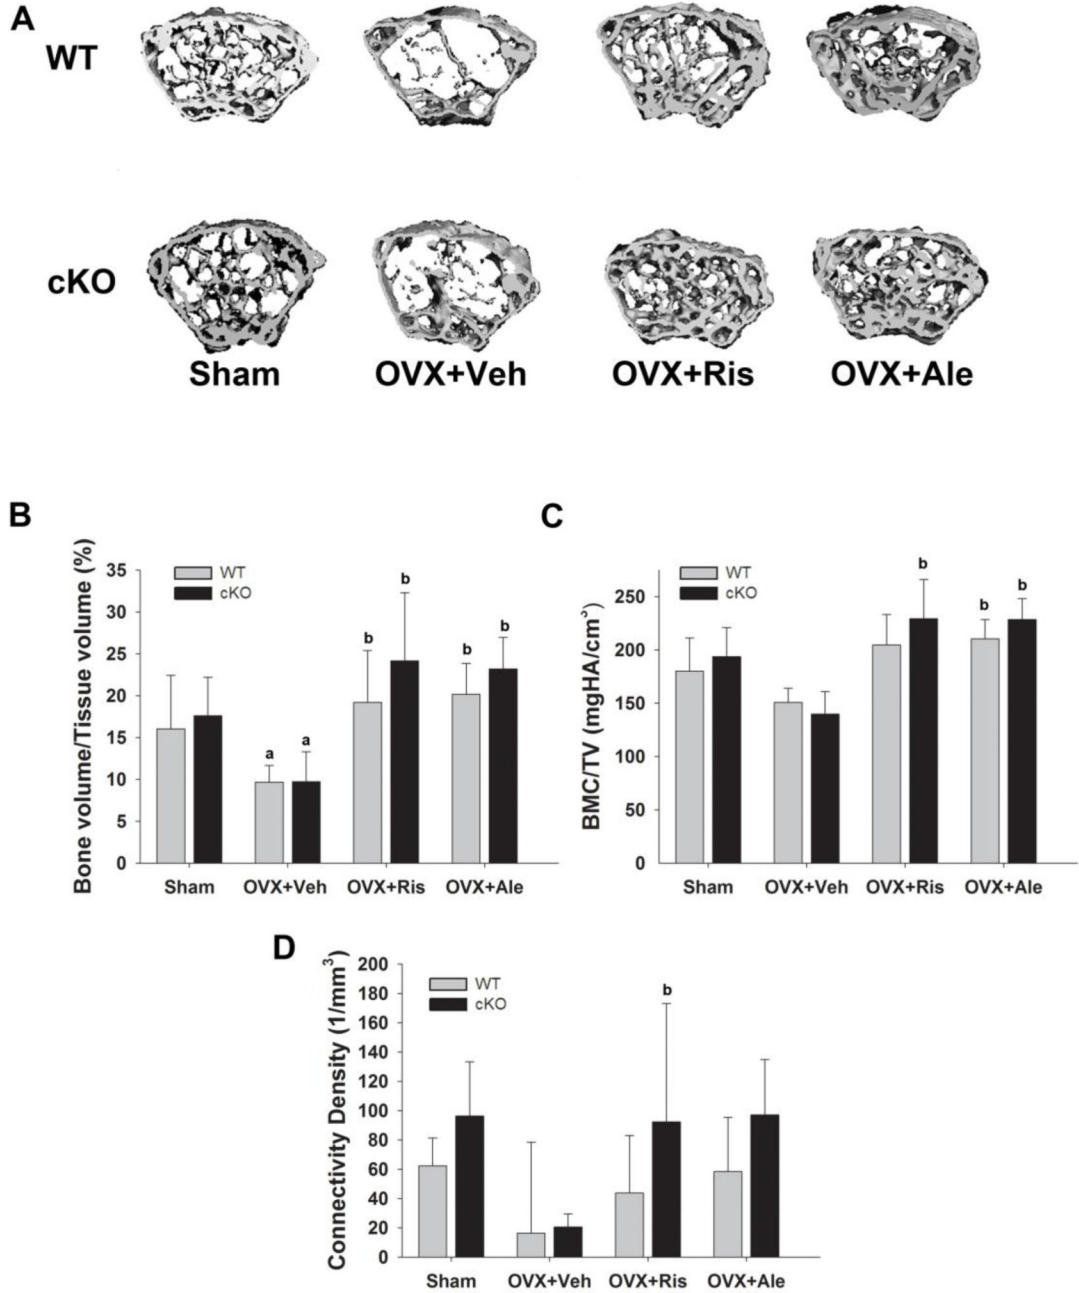 A
WT
cKO
Sham OVX+Veh OVX+Ris OVX+Ale
B
Bone volume/Tissue volume (%)
35
30
25
20
15
10
5
0
WT
cKO
a a b b b b
Sham OVX+Veh OVX+Ris OVX+Ale
C
BMC/TV (mgHA/cm³)
250
200
150
100
50
0
WT
cKO
b b b
Sham OVX+Veh OVX+Ris OVX+Ale
D
Connectivity Density (1/mm³)
200
180
160
140
120
100
80
60
40
20
0
WT
cKO
b
Sham OVX+Veh OVX+Ris OVX+Ale